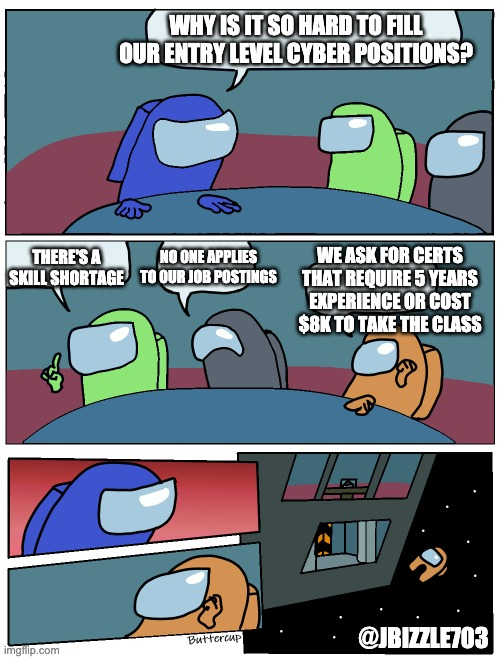 WHY IS IT SO HARD TO FILL
OUR ENTRY LEVEL CYBER POSITIONS?
THERE'S A
SKILL SHORTAGE
NO ONE APPLIES
TO OUR JOB POSTINGS
WE ASK FOR CERTS
THAT REQUIRE 5 YEARS
EXPERIENCE OR COST
$8K TO TAKE THE CLASS
Buttercup
@JBIZZLE703
imgflip.com